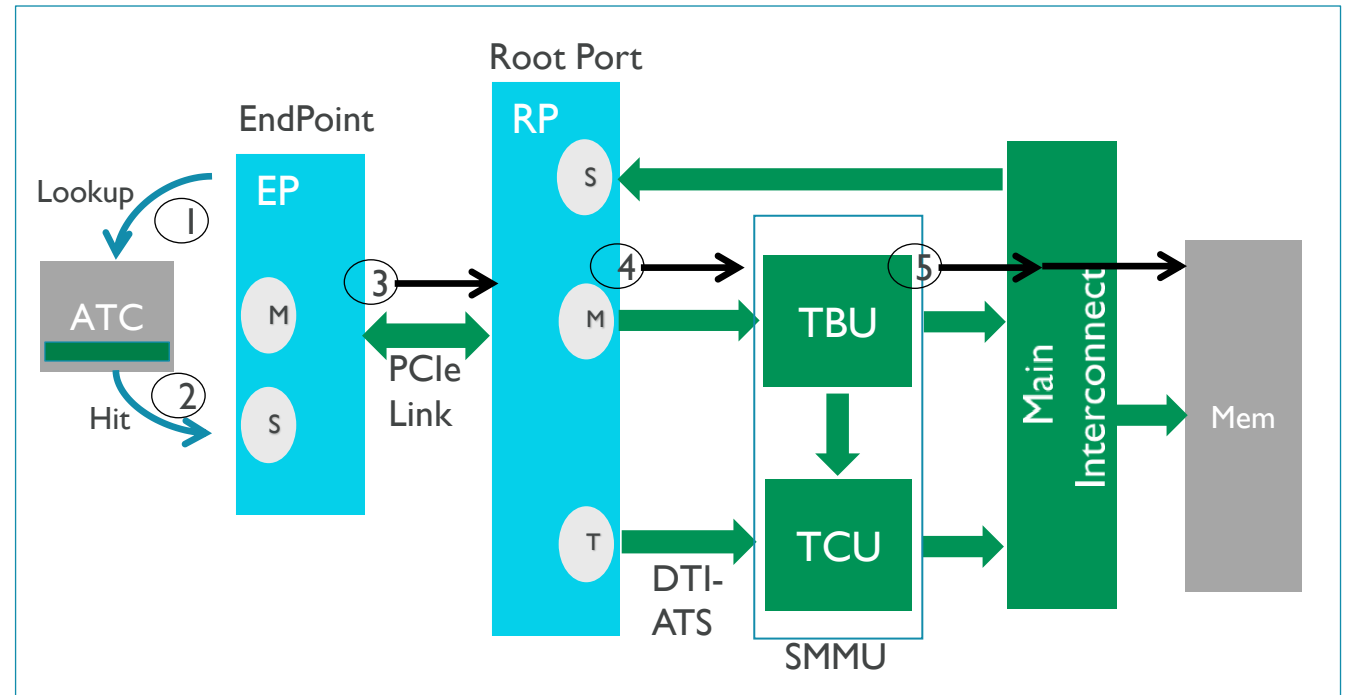 Root Port
EndPoint
RP
EP
S
Lookup
1
3
4
5
ATC
M
M
TBU
Main
Interconnect
Mem
PCIe
Link
2
Hit
S
T
TCU
DTI-
ATS
SMMU